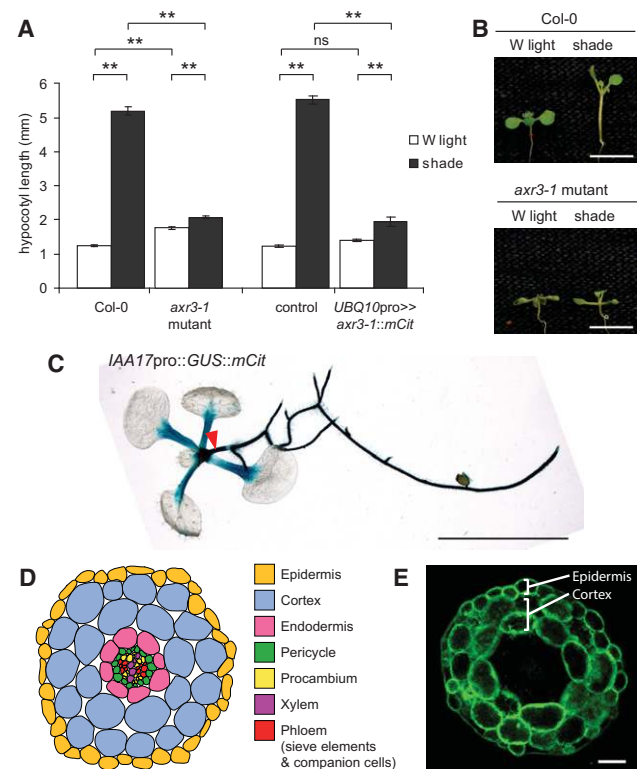 A
**
**
**
ns
**
**
**
**
6
5
4
3
2
1
0
hypocotyl length (mm)
W light
shade
Col-0
axr3-1
mutant
control
UBQ10pro>>
axr3-1::mCit
B
Col-0
W light shade
axr3-1 mutant
W light shade
C
IAA17pro::GUS::mCit
D
Epidermis
Cortex
Endodermis
Pericycle
Procambium
Xylem
Phloem
(sieve elements
& companion cells)
E
Epidermis
Cortex